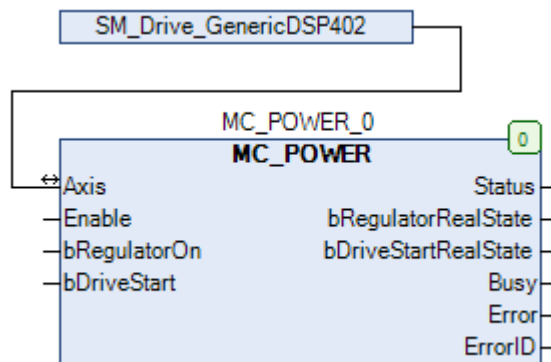 SM_Drive_GenericDSP402
MC_POWER_0
0
MC_POWER
Axis Status
Enable bRegulatorRealState
bRegulatorOn bDriveStartRealState
bDriveStart Busy
Error
ErrorID